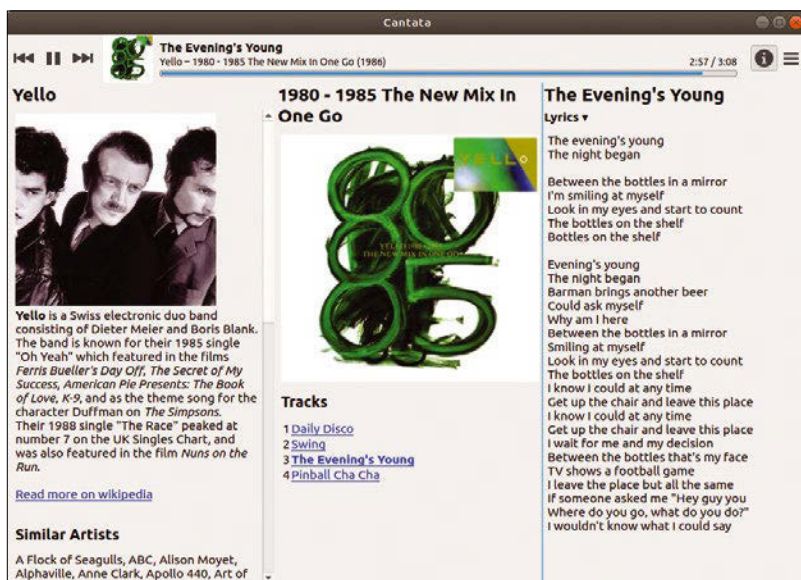 Cantata
The Evening's Young
Yello – 1980 - 1985 The New Mix In One Go (1986)
2:57 / 3:08
Yello
Yello is a Swiss electronic duo band
consisting of Dieter Meier and Boris Blank.
The band is known for their 1985 single
"Oh Yeah" which featured in the films
Ferris Bueller's Day Off, The Secret of My
Success, American Pie Presents: The Book
of Love, K-9, and as the theme song for the
character Duffman on The Simpsons.
Their 1988 single "The Race" peaked at
number 7 on the UK Singles Chart, and
was also featured in the film Nuns on the
Run.
Read more on wikipedia
Similar Artists
A Flock of Seagulls, ABC, Alison Moyet,
Alphaville, Anne Clark, Apollo 440, Art of
1980 - 1985 The New Mix In
One Go
YELLO
YELLO 1980-1985
THE NEW MIX IN ONE GO
Tracks
1 Daily Disco
2 Swing
3 The Evening's Young
4 Pinball Cha Cha
The Evening's Young
Lyrics ▾
The evening's young
The night began
Between the bottles in a mirror
I'm smiling at myself
Look in my eyes and start to count
The bottles on the shelf
Bottles on the shelf
Evening's young
The night began
Barman brings another beer
Could ask myself
Why am I here
Between the bottles in a mirror
Smiling at myself
Look in my eyes and start to count
The bottles on the shelf
I know I could at any time
Get up the chair and leave this place
I know I could at any time
Get up the chair and leave this place
I wait for me and my decision
Between the bottles that's my face
TV shows a football game
I leave the place but all the same
If someone asked me "Hey guy you
Where do you go, what do you do?"
I wouldn't know what I could say